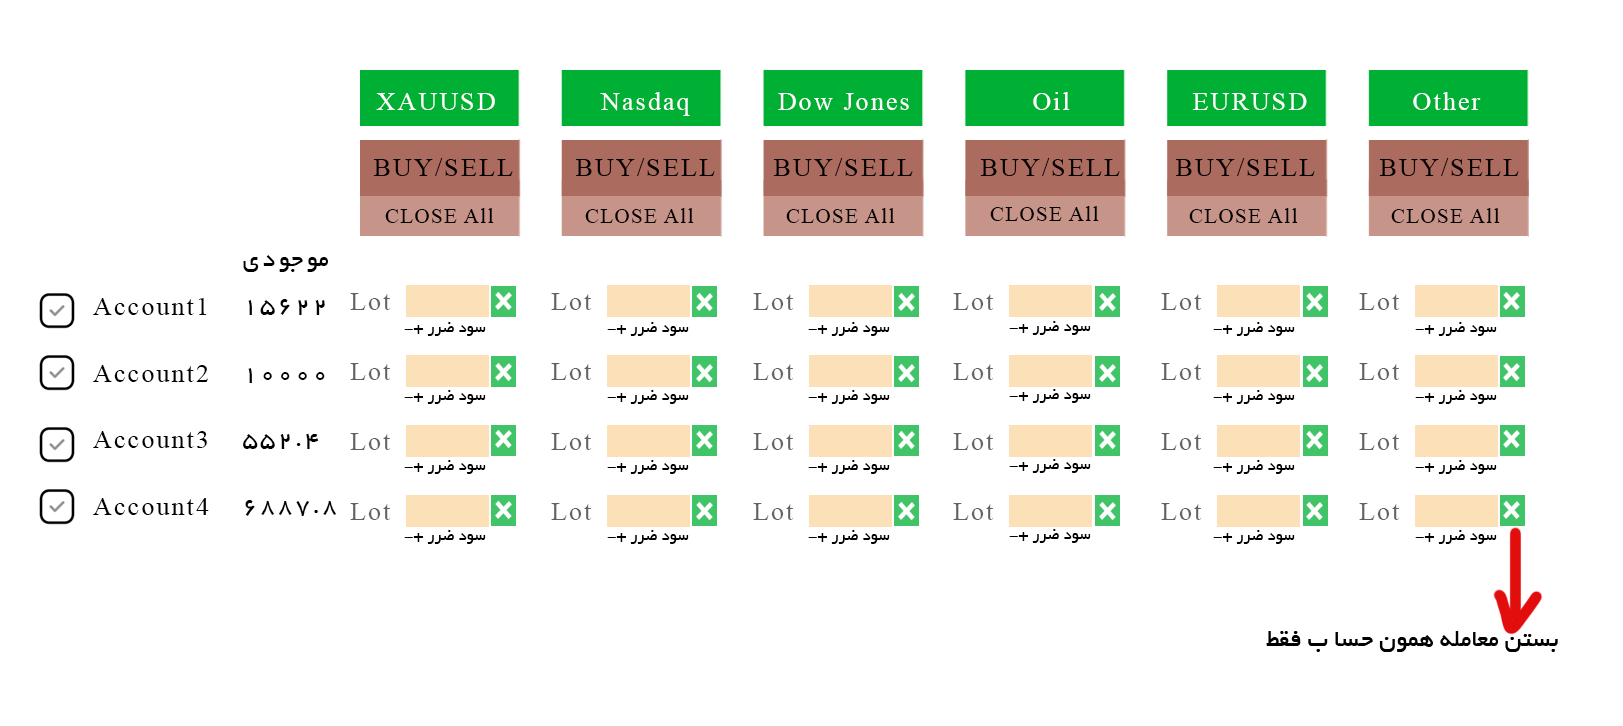 XAUUSD Nasdaq Dow Jones Oil EURUSD Other
BUY/SELL BUY/SELL BUY/SELL BUY/SELL BUY/SELL BUY/SELL
CLOSE All CLOSE All CLOSE All CLOSE All CLOSE All CLOSE All
موجودی
Account1 ۱۵۶۲۲ Lot Lot Lot Lot Lot Lot
سود ضرر +- سود ضرر +- سود ضرر +- سود ضرر +- سود ضرر +- سود ضرر +-
Account2 ۱۰۰۰۰ Lot Lot Lot Lot Lot Lot
سود ضرر +- سود ضرر +- سود ضرر +- سود ضرر +- سود ضرر +- سود ضرر +-
Account3 ۵۵۲۰۴ Lot Lot Lot Lot Lot Lot
سود ضرر +- سود ضرر +- سود ضرر +- سود ضرر +- سود ضرر +- سود ضرر +-
Account4 ۶۸۸۷۰۸ Lot Lot Lot Lot Lot Lot
سود ضرر +- سود ضرر +- سود ضرر +- سود ضرر +- سود ضرر +- سود ضرر +-
بستن معامله همون حسا ب فقط